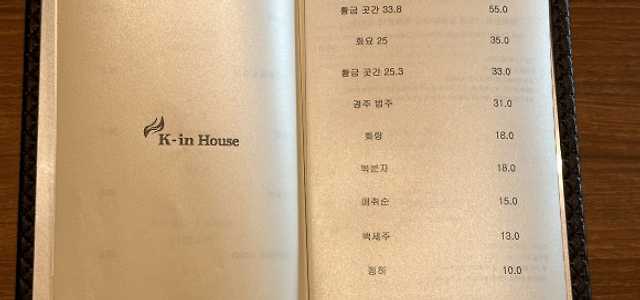 K-in House
황금 곳간 33.8 55.0
화요 25 35.0
황금 곳간 25.3 33.0
경주 법주 31.0
화랑 18.0
복분자 18.0
매취순 15.0
백세주 13.0
청하 10.0